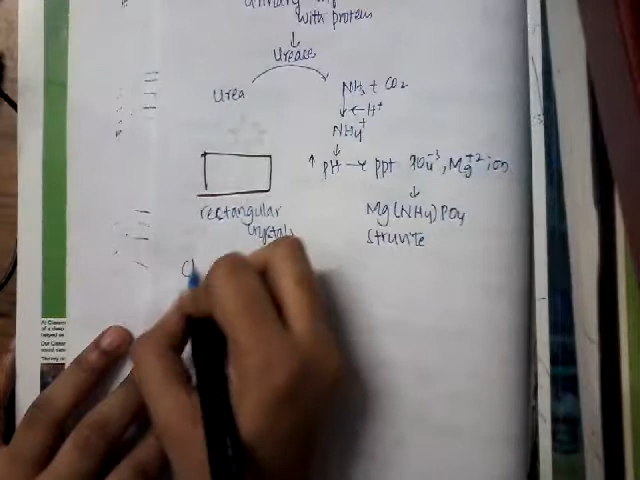 with protein
↓
Urease
Urea NH3 + CO2
↓ ← H+
NH4+
↓
↑ pH → ppt PO4-3, Mg+2 ion
↓
rectangular crystals
Mg(NH4)PO4
Struvite